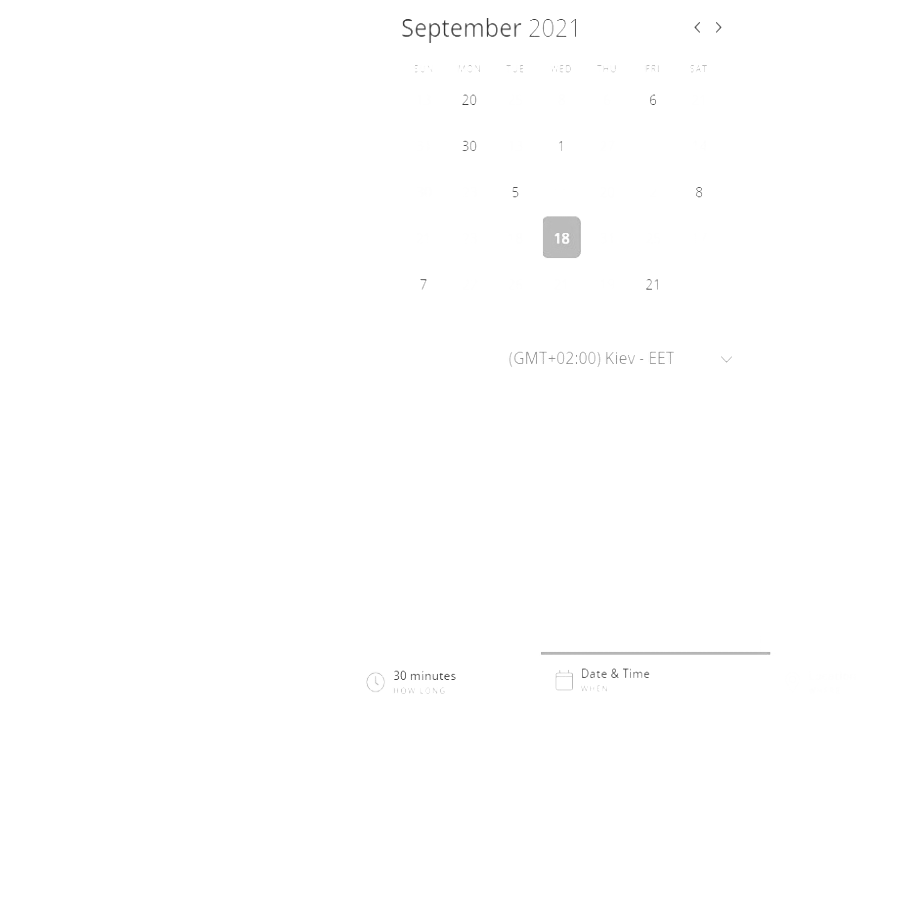 September 2021
SUN MON TUE WED THU FRI SAT
20 6
30 1
5 8
18
7 21
(GMT+02:00) Kiev - EET
30 minutes
HOW LONG
Date & Time
WHEN